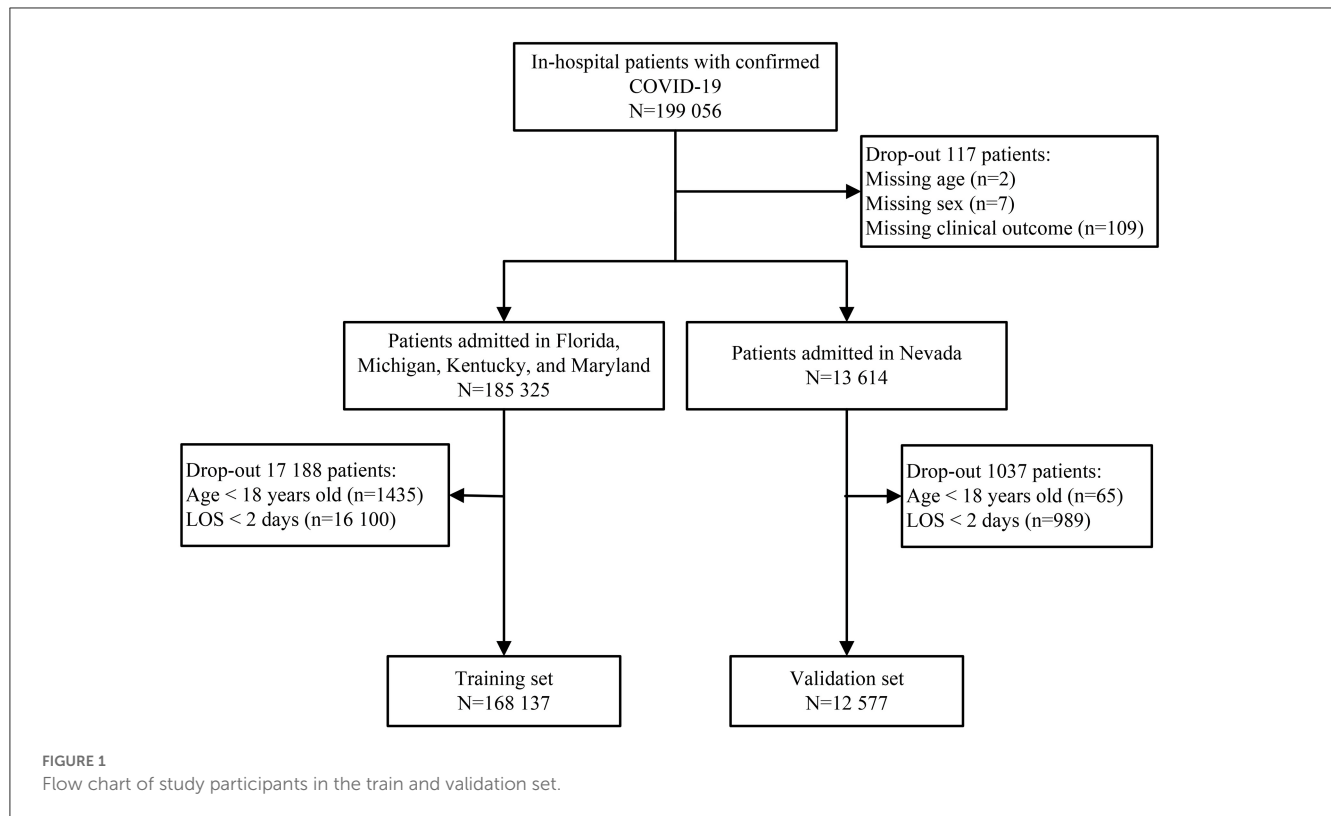 In-hospital patients with confirmed
COVID-19
N=199 056
Drop-out 117 patients:
Missing age (n=2)
Missing sex (n=7)
Missing clinical outcome (n=109)
Patients admitted in Florida,
Michigan, Kentucky, and Maryland
N=185 325
Patients admitted in Nevada
N=13 614
Drop-out 17 188 patients:
Age < 18 years old (n=1435)
LOS < 2 days (n=16 100)
Drop-out 1037 patients:
Age < 18 years old (n=65)
LOS < 2 days (n=989)
Training set
N=168 137
Validation set
N=12 577
FIGURE 1
Flow chart of study participants in the train and validation set.